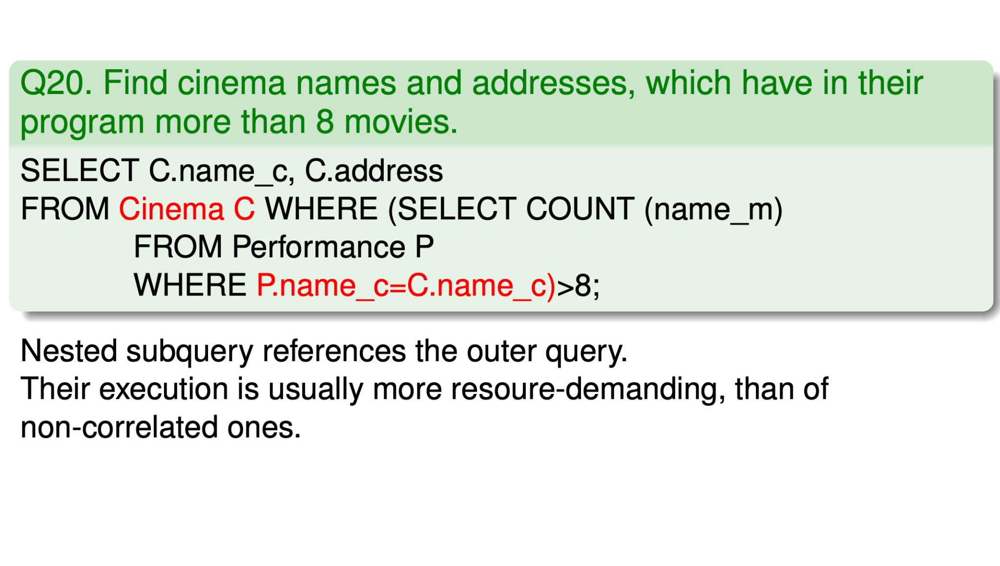 Q20. Find cinema names and addresses, which have in their
program more than 8 movies.
SELECT C.name_c, C.address
FROM Cinema C WHERE (SELECT COUNT (name_m)
FROM Performance P
WHERE P.name_c=C.name_c)>8;
Nested subquery references the outer query.
Their execution is usually more resoure-demanding, than of
non-correlated ones.